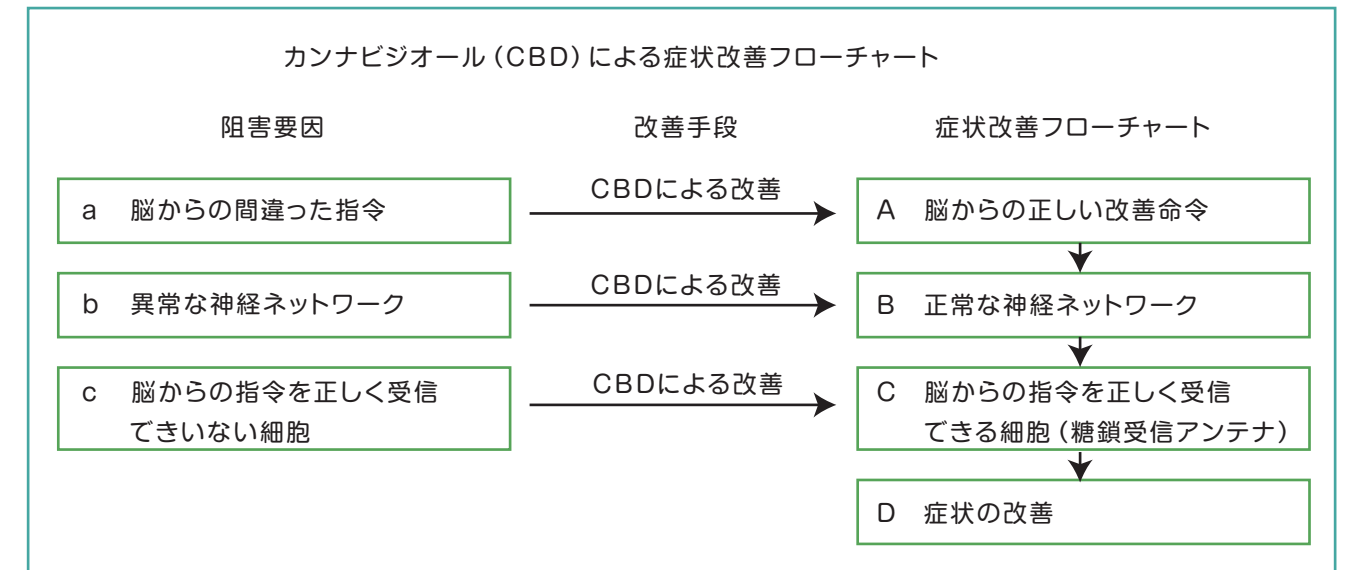 カンナビジオール（CBD）による症状改善フローチャート
阻害要因
改善手段
症状改善フローチャート
a 脳からの間違った指令
CBDによる改善
A 脳からの正しい改善命令
b 異常な神経ネットワーク
CBDによる改善
B 正常な神経ネットワーク
c 脳からの指令を正しく受信
できいない細胞
CBDによる改善
C 脳からの指令を正しく受信
できる細胞（糖鎖受信アンテナ）
D 症状の改善